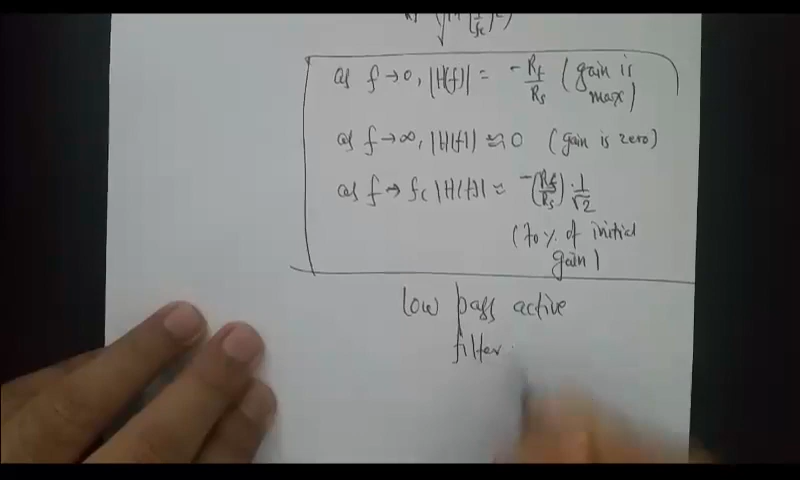 as f→0, |H(f)| = -Rf/Rs (gain is max)
as f→∞, |H(f)| ≈ 0 (gain is zero)
as f→ fc |H(f)| = -(Rf/Rs) . 1/√2
(70% of initial
gain)
low pass active
filter.